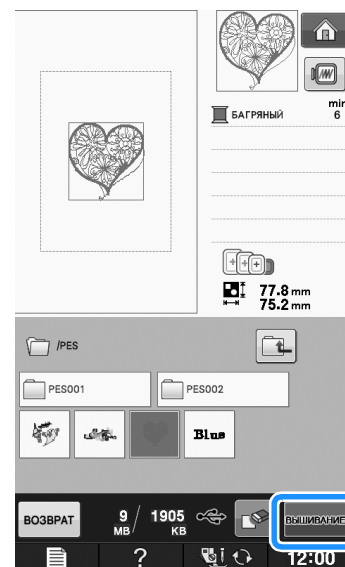 min
БАГРЯНЫЙ 6
77.8 mm
75.2 mm
/PES
PES001 PES002
Blue
ВОЗВРАТ 9 MB / 1905 KB ВЫШИВАНИЕ
? i 12:00